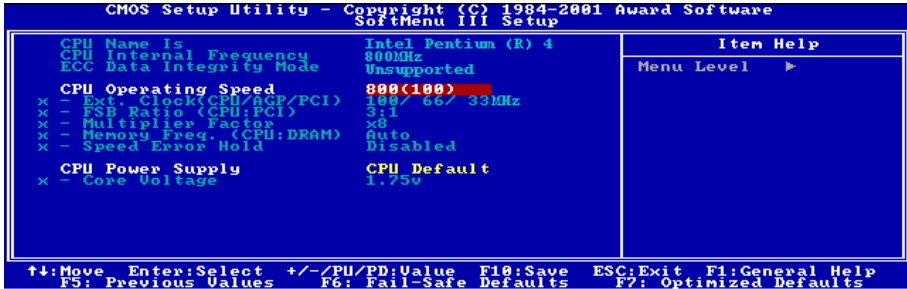 CMOS Setup Utility - Copyright (C) 1984-2001 Award Software
SoftMenu III Setup
CPU Name Is Intel Pentium (R) 4
CPU Internal Frequency 800MHz
ECC Data Integrity Mode Unsupported
CPU Operating Speed 800(100)
x - Ext. Clock(CPU/AGP/PCI) 100/ 66/ 33MHz
x - FSB Ratio (CPU:PCI) 3:1
x - Multiplier Factor x8
x - Memory Freq. (CPU:DRAM) Auto
x - Speed Error Hold Disabled
CPU Power Supply CPU Default
x - Core Voltage 1.75v
Item Help
Menu Level ►
↑↓:Move Enter:Select +/-/PU/PD:Value F10:Save ESC:Exit F1:General Help
F5: Previous Values F6: Fail-Safe Defaults F7: Optimized Defaults